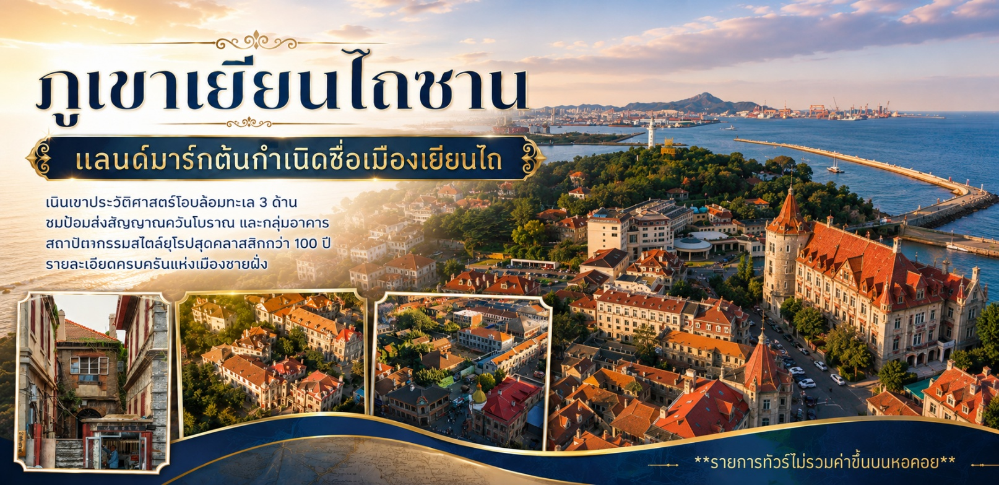 ภูเขาเยียนไถซาน
แลนด์มาร์กต้นกำเนิดชื่อเมืองเยียนไถ
เนินเขาประวัติศาสตร์โอบล้อมทะเล 3 ด้าน
ชมป้อมส่งสัญญาณควันโบราณ และกลุ่มอาคาร
สถาปัตยกรรมสไตล์ยุโรปสุดคลาสสิกกว่า 100 ปี
รายละเอียดครบครันแห่งเมืองชายฝั่ง
**รายการทัวร์ไม่รวมค่าขึ้นบนหอคอย**